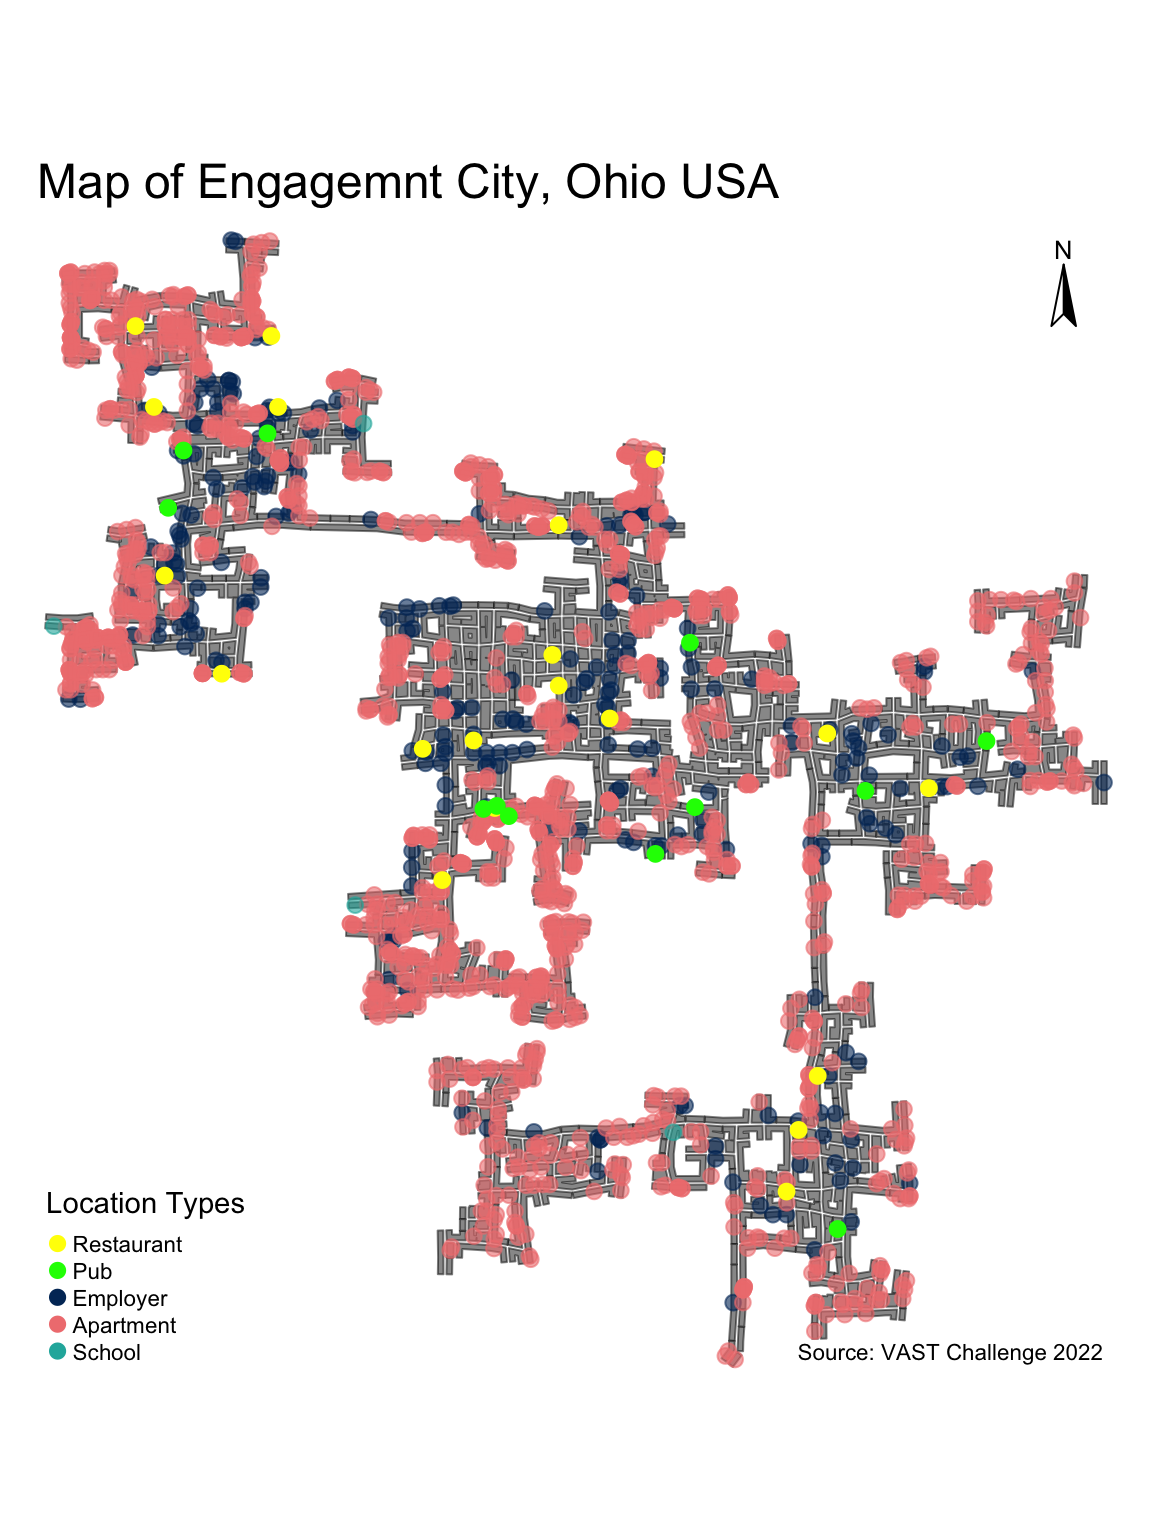 Map of Engagemnt City, Ohio USA
N
Location Types
Restaurant
Pub
Employer
Apartment
School
Source: VAST Challenge 2022